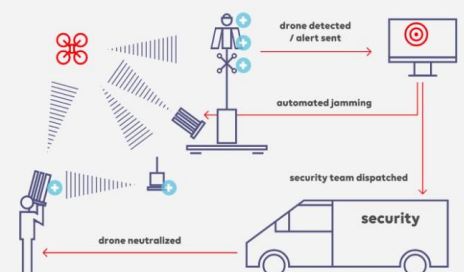 drone detected
/ alert sent
automated jamming
security team dispatched
security
drone neutralized